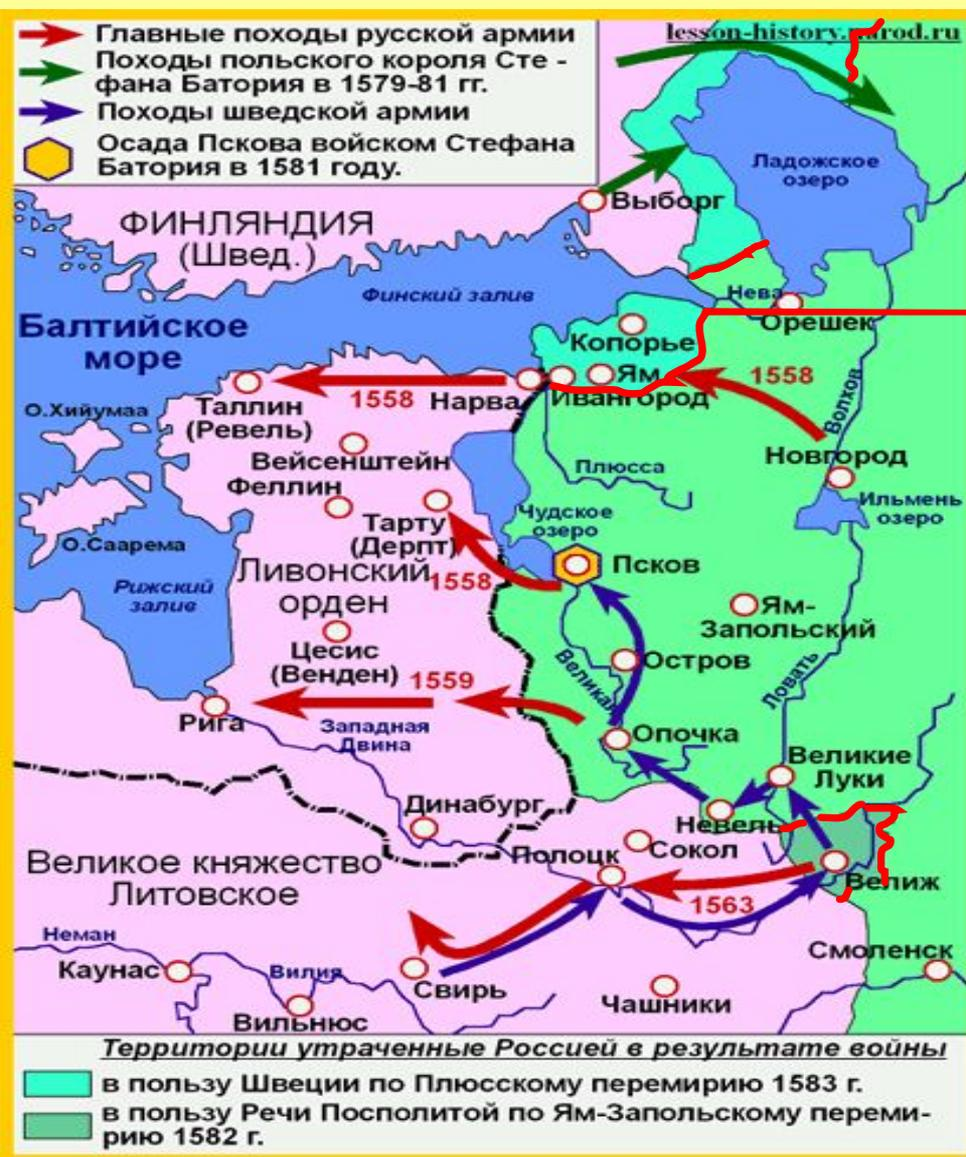 Главные походы русской армии
Походы польского короля Сте -
фана Батория в 1579-81 гг.
Походы шведской армии
Осада Пскова войском Стефана
Батория в 1581 году.
lesson-history.narod.ru
Ладожское
озеро
Выборг
ФИНЛЯНДИЯ
(Швед.)
Финский залив
Нева
Орешек
Балтийское
море
Копорье
Ям
Ивангород
1558
Нарва
1558
Таллин
(Ревель)
О.Хийумаа
Волхов
Вейсенштейн
Новгород
Феллин
Плюсса
Ильмень
озеро
Тарту
(Дерпт)
Чудское
озеро
О.Саарема
Псков
Ливонский
орден
1558
Рижский
залив
Ям-
Запольский
Цесис
(Венден)
Остров
1559
Великая
Ловать
Рига
Западная
Двина
Опочка
Великие
Луки
Динабург
Невель
Великое княжество
Литовское
Полоцк
Сокол
Велиж
1563
Неман
Смоленск
Каунас
Вилия
Свирь
Чашники
Вильнюс
Территории утраченные Россией в результате войны
в пользу Швеции по Плюсскому перемирию 1583 г.
в пользу Речи Посполитой по Ям-Запольскому переми-
рию 1582 г.